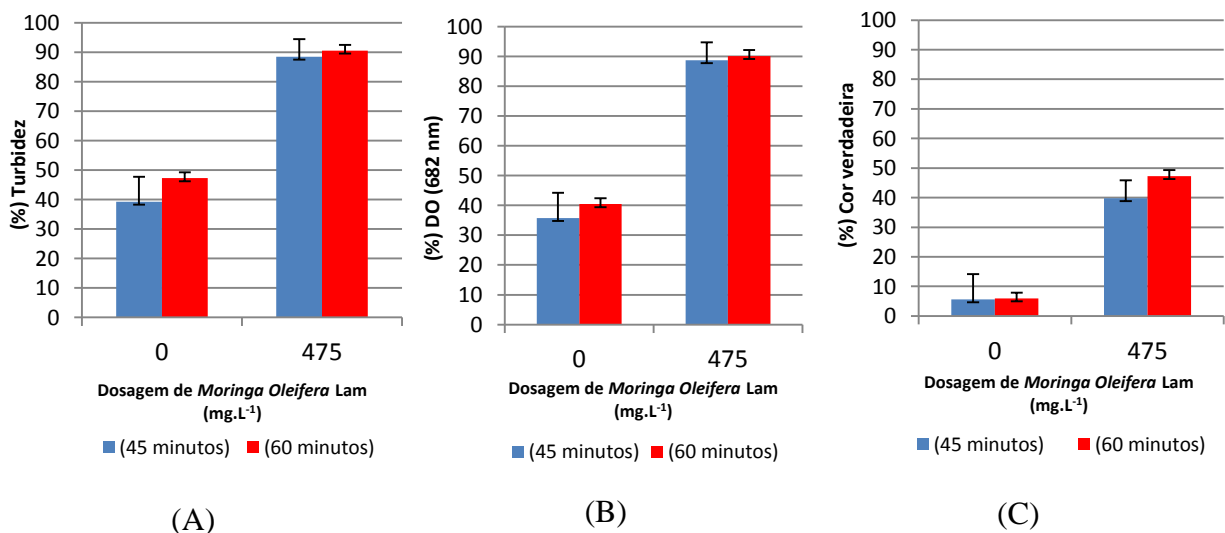 100
90
80
70
60
50
40
30
20
10
0
(%) Turbidez
0 475
Dosagem de Moringa Oleifera Lam
(mg.L-1)
(45 minutos) (60 minutos)
(A)
100
90
80
70
60
50
40
30
20
10
0
(%) DO (682 nm)
0 475
Dosagem de Moringa Oleifera Lam
(mg.L-1)
(45 minutos) (60 minutos)
(B)
100
90
80
70
60
50
40
30
20
10
0
(%) Cor verdadeira
0 475
Dosagem de Moringa Oleifera Lam
(mg.L-1)
(45 minutos) (60 minutos)
(C)